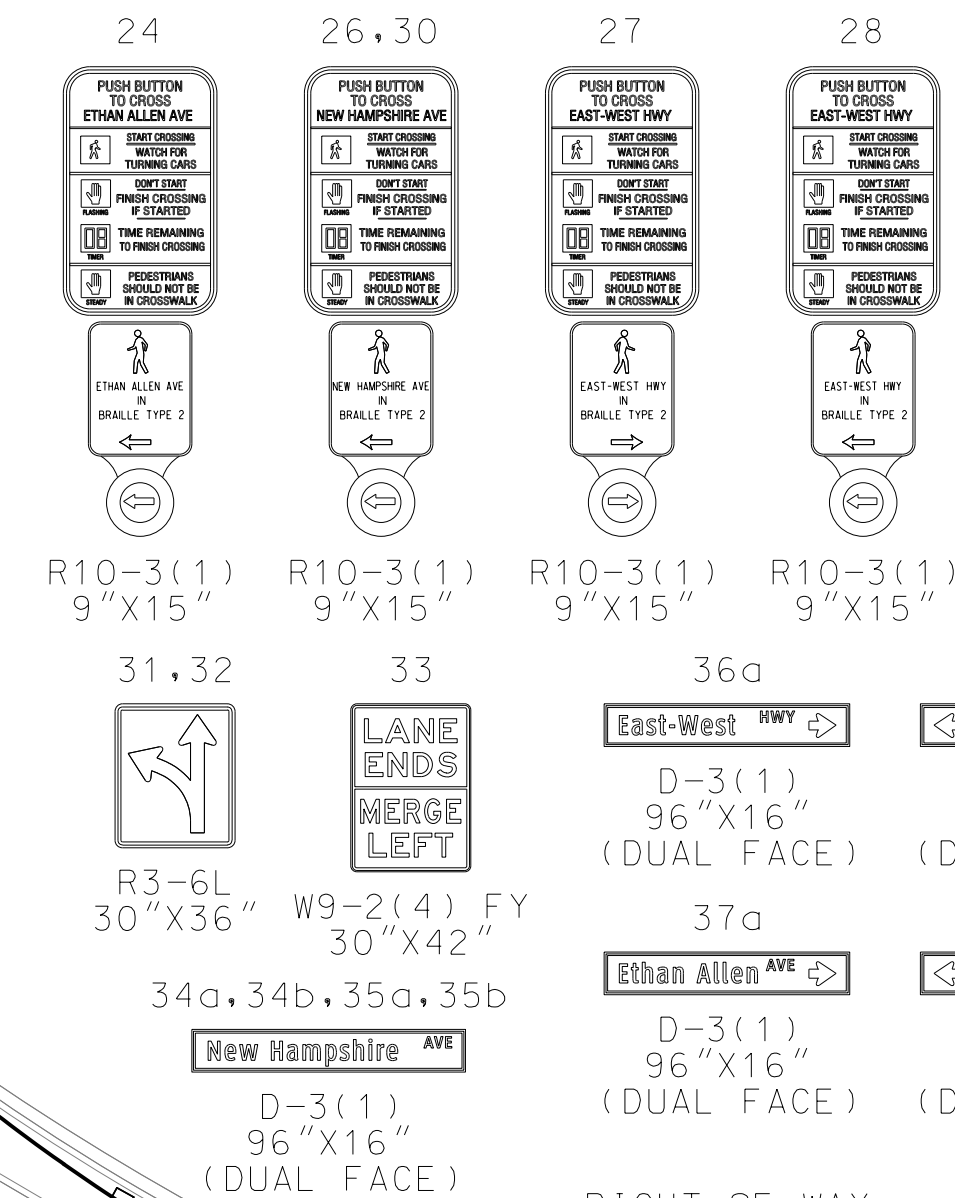 24
PUSH BUTTON
TO CROSS
ETHAN ALLEN AVE
START CROSSING
WATCH FOR
TURNING CARS
DON'T START
FINISH CROSSING
IF STARTED
FLASHING
TIME REMAINING
TO FINISH CROSSING
TIMER
PEDESTRIANS
SHOULD NOT BE
IN CROSSWALK
STEADY
ETHAN ALLEN AVE
IN
BRAILLE TYPE 2
R10-3(1)
9"X15"
26,30
PUSH BUTTON
TO CROSS
NEW HAMPSHIRE AVE
START CROSSING
WATCH FOR
TURNING CARS
DON'T START
FINISH CROSSING
IF STARTED
FLASHING
TIME REMAINING
TO FINISH CROSSING
TIMER
PEDESTRIANS
SHOULD NOT BE
IN CROSSWALK
STEADY
NEW HAMPSHIRE AVE
IN
BRAILLE TYPE 2
R10-3(1)
9"X15"
27
PUSH BUTTON
TO CROSS
EAST-WEST HWY
START CROSSING
WATCH FOR
TURNING CARS
DON'T START
FINISH CROSSING
IF STARTED
FLASHING
TIME REMAINING
TO FINISH CROSSING
TIMER
PEDESTRIANS
SHOULD NOT BE
IN CROSSWALK
STEADY
EAST-WEST HWY
IN
BRAILLE TYPE 2
R10-3(1)
9"X15"
28
PUSH BUTTON
TO CROSS
EAST-WEST HWY
START CROSSING
WATCH FOR
TURNING CARS
DON'T START
FINISH CROSSING
IF STARTED
FLASHING
TIME REMAINING
TO FINISH CROSSING
TIMER
PEDESTRIANS
SHOULD NOT BE
IN CROSSWALK
STEADY
EAST-WEST HWY
IN
BRAILLE TYPE 2
R10-3(1)
9"X15"
31,32
R3-6L
30"X36"
33
LANE
ENDS
MERGE
LEFT
W9-2(4) FY
30"X42"
36a
East-West HWY
D-3(1)
96"X16"
(DUAL FACE)
(D
37a
Ethan Allen AVE
D-3(1)
96"X16"
(DUAL FACE)
(D
34a,34b,35a,35b
New Hampshire AVE
D-3(1)
96"X16"
(DUAL FACE)
RIGHT OF WAY